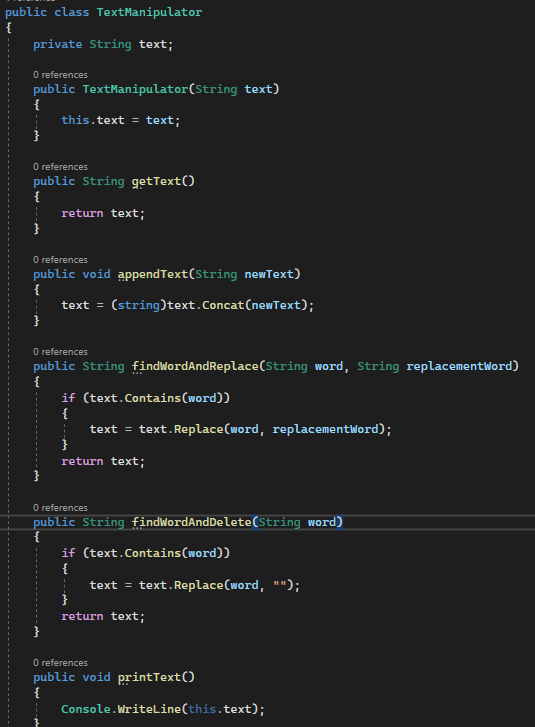 public class TextManipulator
{
private String text;
0 references
public TextManipulator(String text)
{
this.text = text;
}
0 references
public String getText()
{
return text;
}
0 references
public void appendText(String newText)
{
text = (string)text.Concat(newText);
}
0 references
public String findWordAndReplace(String word, String replacementWord)
{
if (text.Contains(word))
{
text = text.Replace(word, replacementWord);
}
return text;
}
0 references
public String findWordAndDelete(String word)
{
if (text.Contains(word))
{
text = text.Replace(word, "");
}
return text;
}
0 references
public void printText()
{
Console.WriteLine(this.text);
}